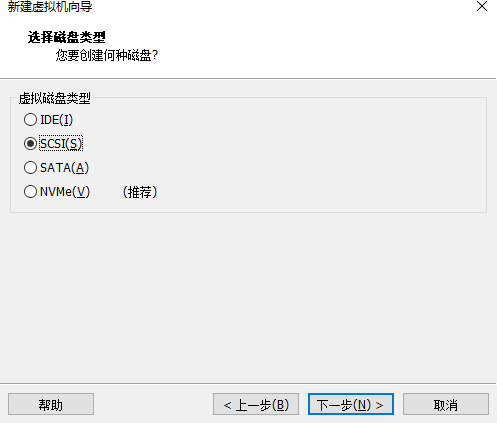 新建虚拟机向导
选择磁盘类型
您要创建何种磁盘?
虚拟磁盘类型
IDE(I)
SCSI(S)
SATA(A)
NVMe(V) （推荐）
帮助
< 上一步(B)
下一步(N) >
取消